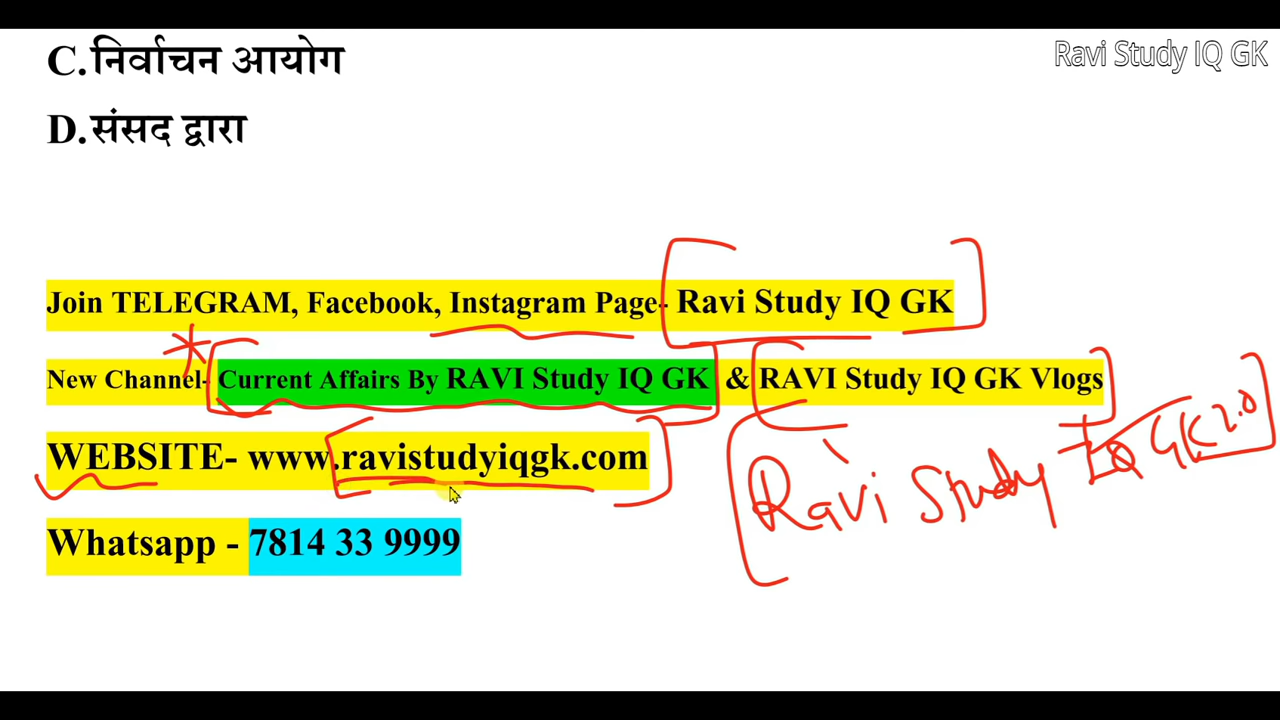 Ravi Study IQ GK
C.निर्वाचन आयोग
D.संसद द्वारा
Join TELEGRAM, Facebook, Instagram Page- Ravi Study IQ GK
New Channel- Current Affairs By RAVI Study IQ GK & RAVI Study IQ GK Vlogs
WEBSITE- www.ravistudyiqgk.com
Ravi Study IQ GK 2.0
Whatsapp - 7814 33 9999